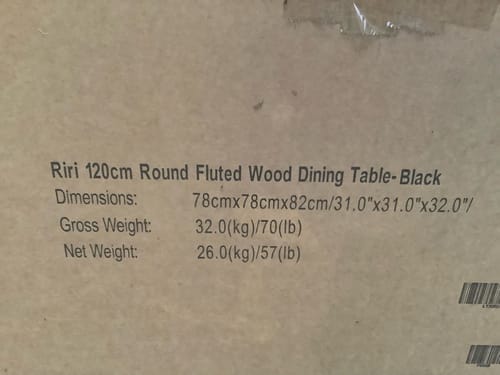 Riri 120cm Round Fluted Wood Dining Table-Black
Dimensions: 78cmx78cmx82cm/31.0"x31.0"x32.0"/
Gross Weight: 32.0(kg)/70(lb)
Net Weight: 26.0(kg)/57(lb)